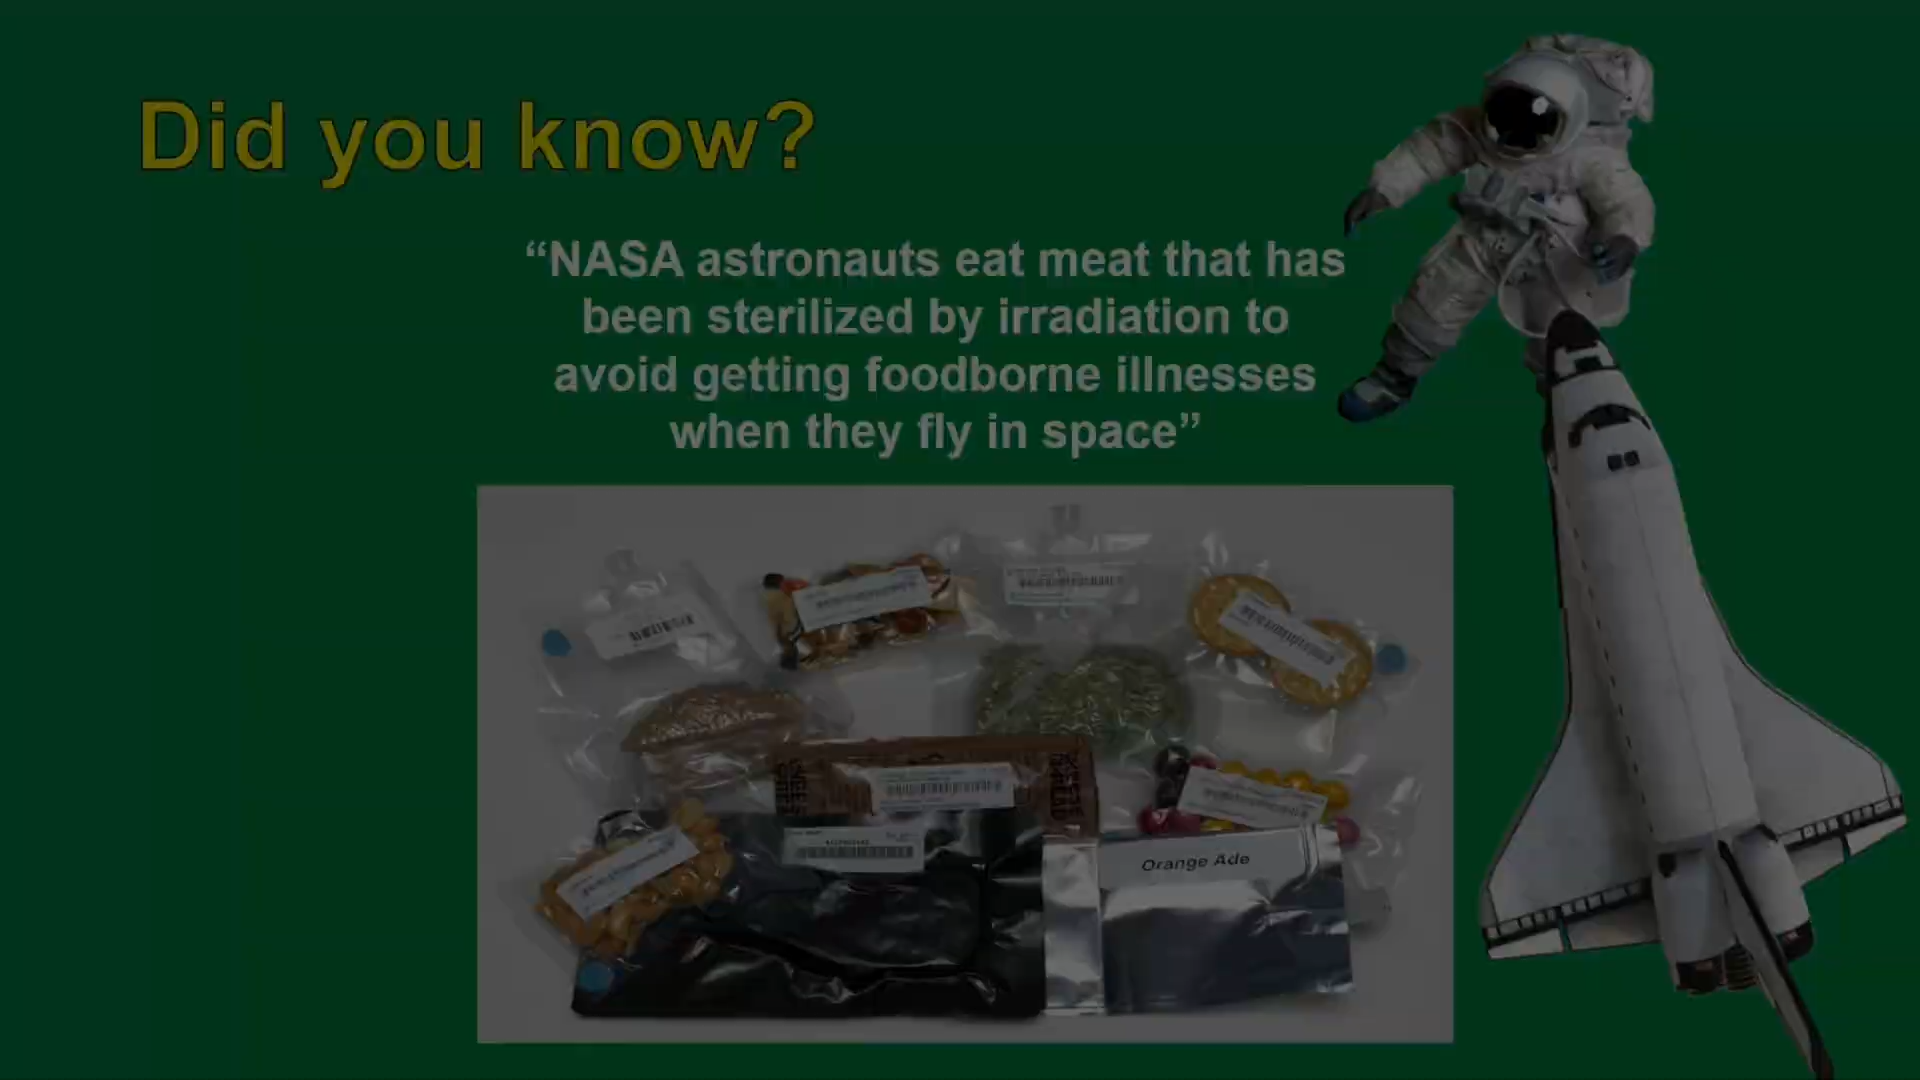 Did you know?
“NASA astronauts eat meat that has
been sterilized by irradiation to
avoid getting foodborne illnesses
when they fly in space”
Orange Ade